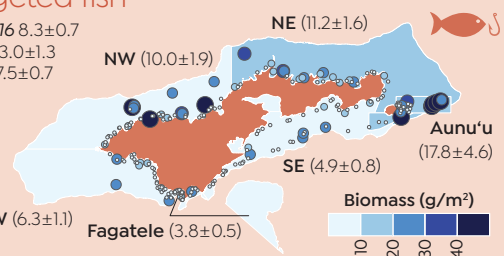 geted fish
16 8.3±0.7
3.0±1.3
7.5±0.7
NE (11.2±1.6)
NW (10.0±1.9)
Aunu‘u
(17.8±4.6)
SE (4.9±0.8)
(6.3±1.1)
Fagatele (3.8±0.5)
Biomass (g/m²)
10
20
30
40